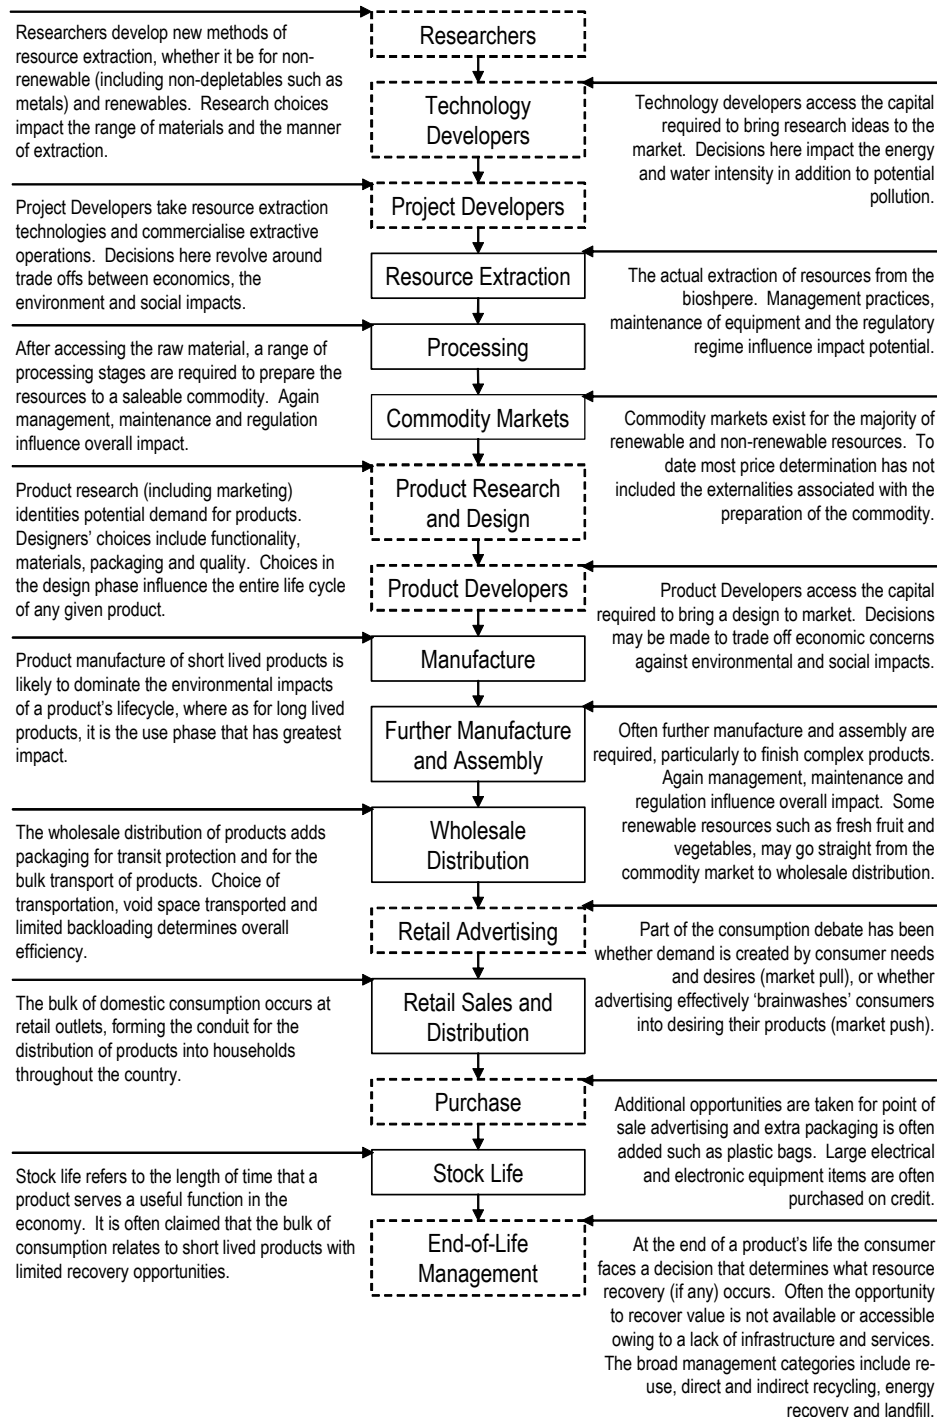 Researchers
Researchers develop new methods of
resource extraction, whether it be for non-
renewable (including non-depletables such as
metals) and renewables. Research choices
impact the range of materials and the manner
of extraction.
Technology
Developers
Technology developers access the capital
required to bring research ideas to the
market. Decisions here impact the energy
and water intensity in addition to potential
pollution.
Project Developers
Project Developers take resource extraction
technologies and commercialise extractive
operations. Decisions here revolve around
trade offs between economics, the
environment and social impacts.
Resource Extraction
The actual extraction of resources from the
bioshpere. Management practices,
maintenance of equipment and the regulatory
regime influence impact potential.
Processing
After accessing the raw material, a range of
processing stages are required to prepare the
resources to a saleable commodity. Again
management, maintenance and regulation
influence overall impact.
Commodity Markets
Commodity markets exist for the majority of
renewable and non-renewable resources. To
date most price determination has not
included the externalities associated with the
preparation of the commodity.
Product Research
and Design
Product research (including marketing)
identities potential demand for products.
Designers' choices include functionality,
materials, packaging and quality. Choices in
the design phase influence the entire life cycle
of any given product.
Product Developers
Product Developers access the capital
required to bring a design to market. Decisions
may be made to trade off economic concerns
against environmental and social impacts.
Manufacture
Product manufacture of short lived products is
likely to dominate the environmental impacts
of a product's lifecycle, where as for long lived
products, it is the use phase that has greatest
impact.
Further Manufacture
and Assembly
Often further manufacture and assembly are
required, particularly to finish complex products.
Again management, maintenance and
regulation influence overall impact. Some
renewable resources such as fresh fruit and
vegetables, may go straight from the
commodity market to wholesale distribution.
Wholesale
Distribution
The wholesale distribution of products adds
packaging for transit protection and for the
bulk transport of products. Choice of
transportation, void space transported and
limited backloading determines overall
efficiency.
Retail Advertising
Part of the consumption debate has been
whether demand is created by consumer needs
and desires (market pull), or whether
advertising effectively 'brainwashes' consumers
into desiring their products (market push).
Retail Sales and
Distribution
The bulk of domestic consumption occurs at
retail outlets, forming the conduit for the
distribution of products into households
throughout the country.
Purchase
Additional opportunities are taken for point of
sale advertising and extra packaging is often
added such as plastic bags. Large electrical
and electronic equipment items are often
purchased on credit.
Stock Life
Stock life refers to the length of time that a
product serves a useful function in the
economy. It is often claimed that the bulk of
consumption relates to short lived products with
limited recovery opportunities.
End-of-Life
Management
At the end of a product's life the consumer
faces a decision that determines what resource
recovery (if any) occurs. Often the opportunity
to recover value is not available or accessible
owing to a lack of infrastructure and services.
The broad management categories include re-
use, direct and indirect recycling, energy
recovery and landfill.